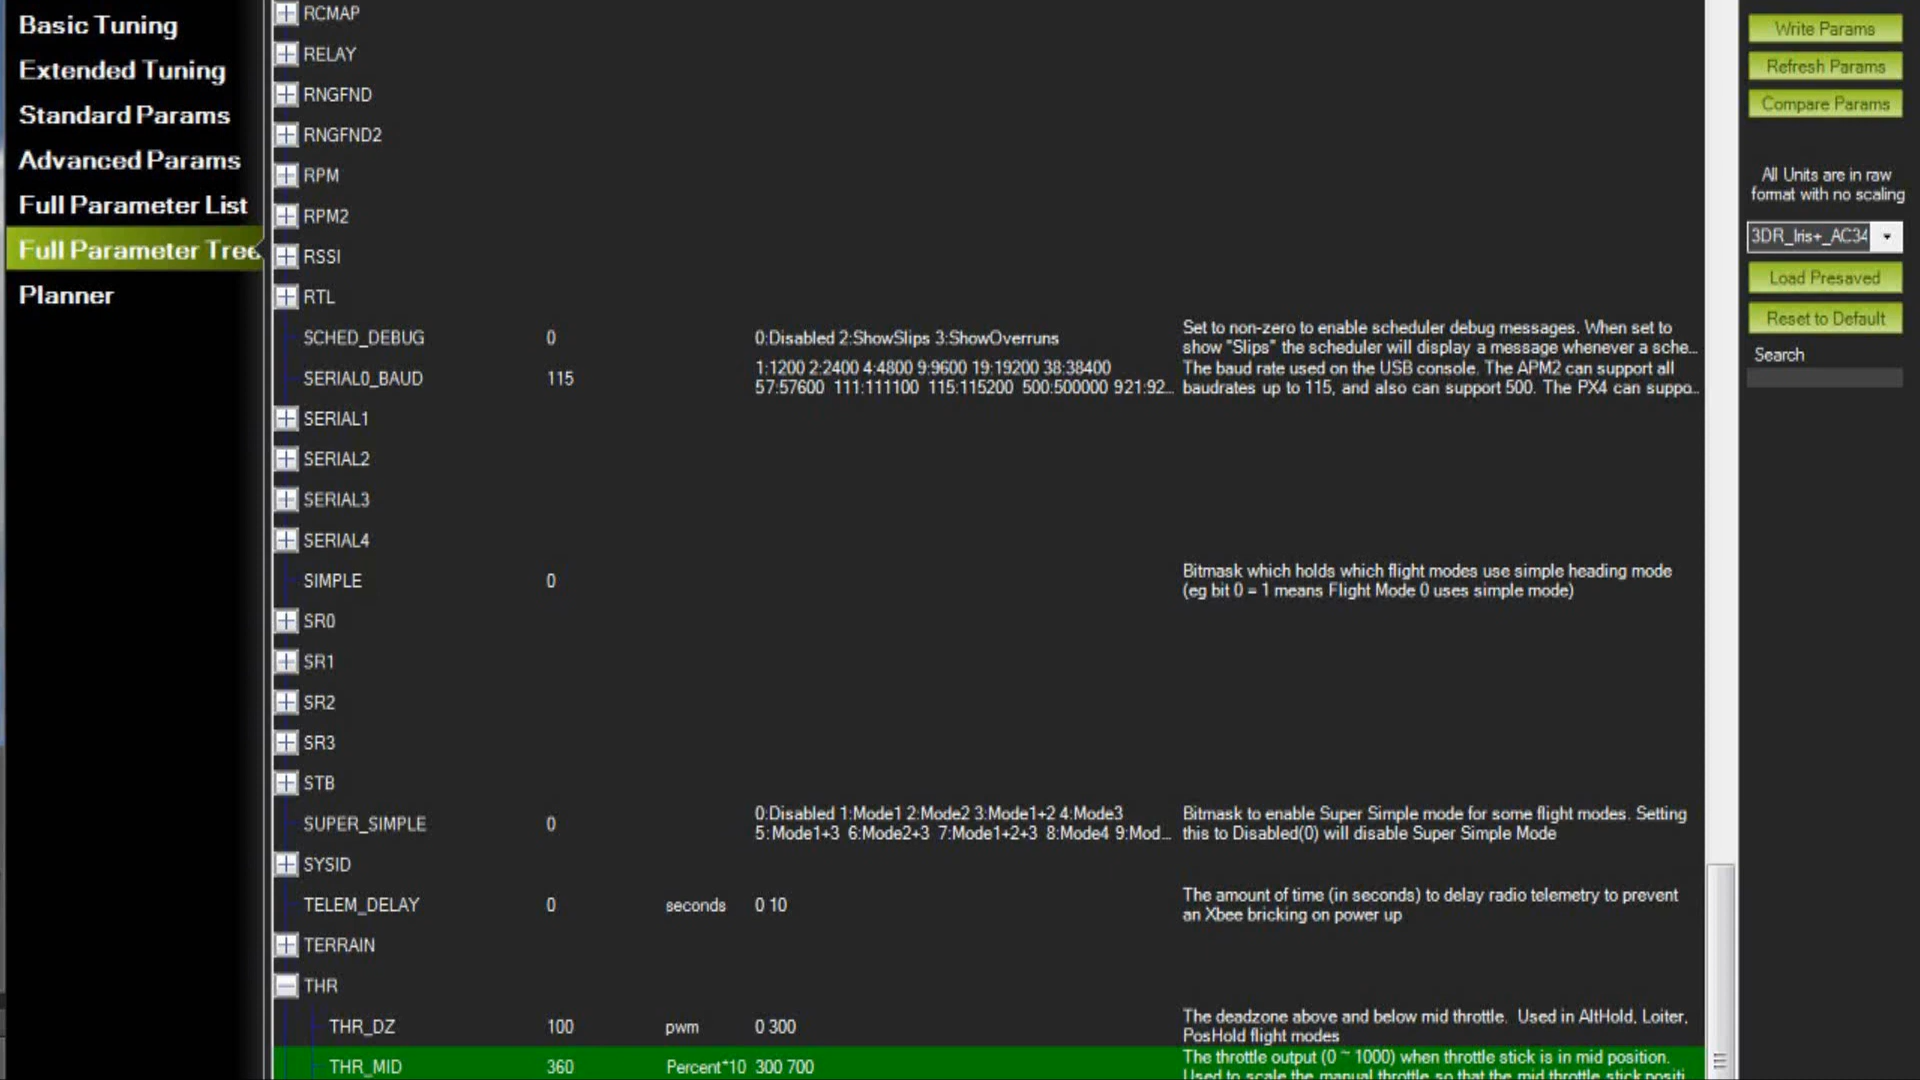 Basic Tuning
Extended Tuning
Standard Params
Advanced Params
Full Parameter List
Full Parameter Tree
Planner
RCMAP
RELAY
RNGFND
RNGFND2
RPM
RPM2
RSSI
RTL
SCHED_DEBUG 0 0:Disabled 2:ShowSlips 3:ShowOverruns
Set to non-zero to enable scheduler debug messages. When set to
show "Slips" the scheduler will display a message whenever a sche...
SERIAL0_BAUD 115
1:1200 2:2400 4:4800 9:9600 19:19200 38:38400
57:57600 111:111100 115:115200 500:500000 921:92...
The baud rate used on the USB console. The APM2 can support all
baudrates up to 115, and also can support 500. The PX4 can suppo...
SERIAL1
SERIAL2
SERIAL3
SERIAL4
SIMPLE 0
Bitmask which holds which flight modes use simple heading mode
(eg bit 0 = 1 means Flight Mode 0 uses simple mode)
SR0
SR1
SR2
SR3
STB
SUPER_SIMPLE 0
0:Disabled 1:Mode1 2:Mode2 3:Mode1+2 4:Mode3
5:Mode1+3 6:Mode2+3 7:Mode1+2+3 8:Mode4 9:Mod...
Bitmask to enable Super Simple mode for some flight modes. Setting
this to Disabled(0) will disable Super Simple Mode
SYSID
TELEM_DELAY 0 seconds 0 10
The amount of time (in seconds) to delay radio telemetry to prevent
an Xbee bricking on power up
TERRAIN
THR
THR_DZ 100 pwm 0 300
The deadzone above and below mid throttle. Used in AltHold, Loiter,
PosHold flight modes
THR_MID 360 Percent*10 300 700
The throttle output (0 ~ 1000) when throttle stick is in mid position.
Used to scale the manual throttle so that the mid throttle stick positi
Write Params
Refresh Params
Compare Params
All Units are in raw
format with no scaling
3DR_Iris+_AC34
Load Presaved
Reset to Default
Search